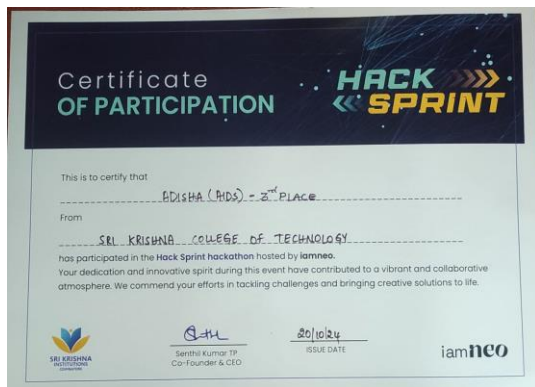 Certificate
OF PARTICIPATION
HACK
SPRINT
This is to certify that
ADISHA (AIDS) - 3rd PLACE
From
SRI KRISHNA COLLEGE OF TECHNOLOGY
has participated in the Hack Sprint hackathon hosted by iamneo.
Your dedication and innovative spirit during this event have contributed to a vibrant and collaborative
atmosphere. We commend your efforts in tackling challenges and bringing creative solutions to life.
20/10/24
Senthil Kumar TP
Co-Founder & CEO
ISSUE DATE
SRI KRISHNA
INSTITUTIONS
COIMBATORE
iamneo